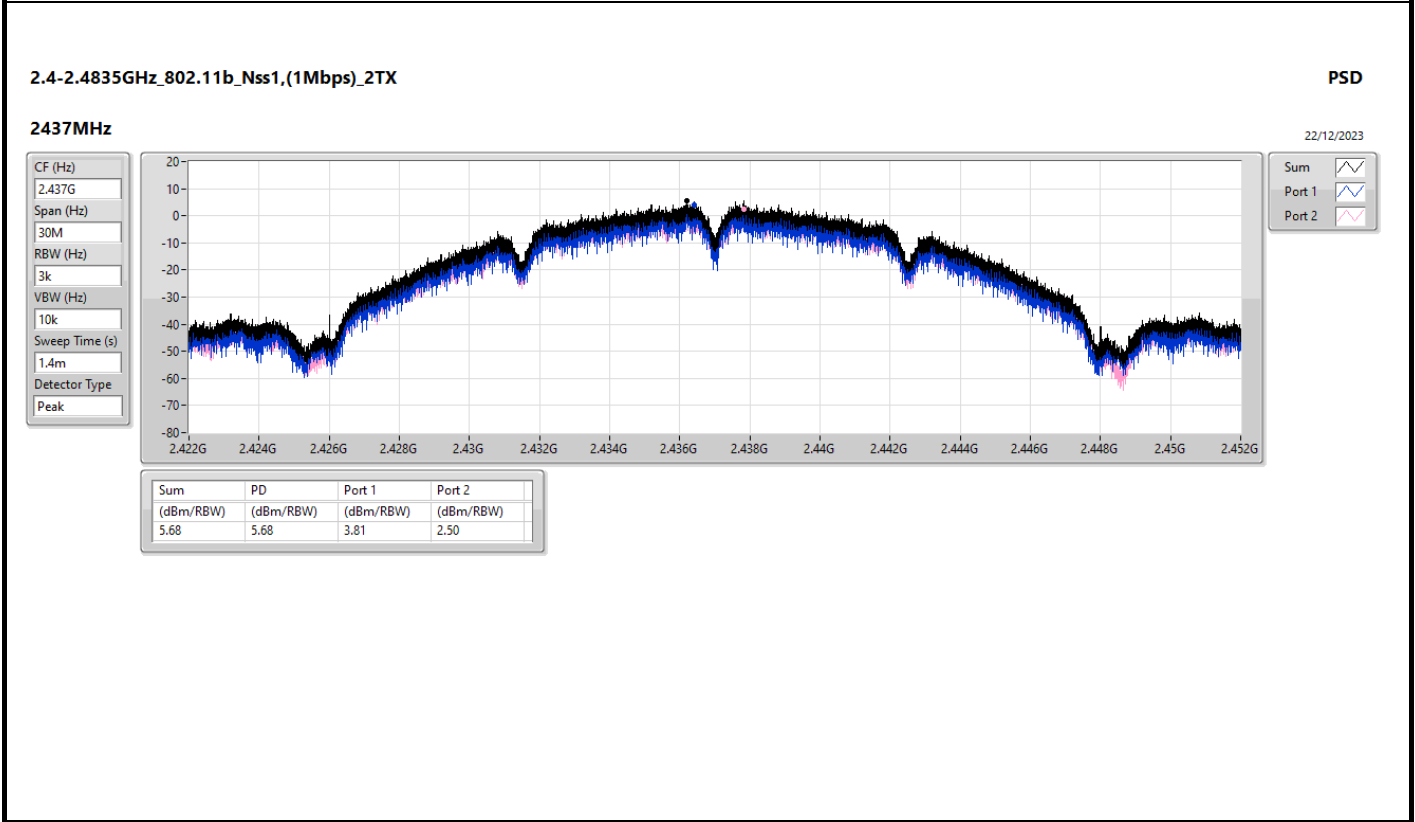 2.4-2.4835GHz_802.11b_Nss1,(1Mbps)_2TX
PSD
2437MHz
22/12/2023
CF (Hz)
2.437G
Span (Hz)
30M
RBW (Hz)
3k
VBW (Hz)
10k
Sweep Time (s)
1.4m
Detector Type
Peak
20
10
0
-10
-20
-30
-40
-50
-60
-70
-80
2.422G 2.424G 2.426G 2.428G 2.43G 2.432G 2.434G 2.436G 2.438G 2.44G 2.442G 2.444G 2.446G 2.448G 2.45G 2.452G
Sum
Port 1
Port 2
Sum PD Port 1 Port 2
(dBm/RBW) (dBm/RBW) (dBm/RBW) (dBm/RBW)
5.68 5.68 3.81 2.50